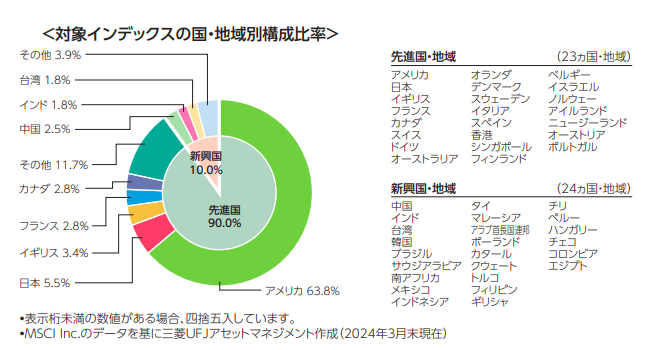 ＜対象インデックスの国・地域別構成比率＞
その他 3.9%
台湾 1.8%
インド 1.8%
中国 2.5%
その他 11.7%
カナダ 2.8%
フランス 2.8%
イギリス 3.4%
日本 5.5%
アメリカ 63.8%
新興国
10.0%
先進国
90.0%
先進国・地域 （23ヵ国・地域）
アメリカ オランダ ベルギー
日本 デンマーク イスラエル
イギリス スウェーデン ノルウェー
フランス イタリア アイルランド
カナダ スペイン ニュージーランド
スイス 香港 オーストリア
ドイツ シンガポール ポルトガル
オーストラリア フィンランド
新興国・地域 （24ヵ国・地域）
中国 タイ チリ
インド マレーシア ペルー
台湾 アラブ首長国連邦 ハンガリー
韓国 ポーランド チェコ
ブラジル カタール コロンビア
サウジアラビア クウェート エジプト
南アフリカ トルコ
メキシコ フィリピン
インドネシア ギリシャ
•表示桁未満の数値がある場合、四捨五入しています。
•MSCI Inc.のデータを基に三菱UFJアセットマネジメント作成（2024年3月末現在）